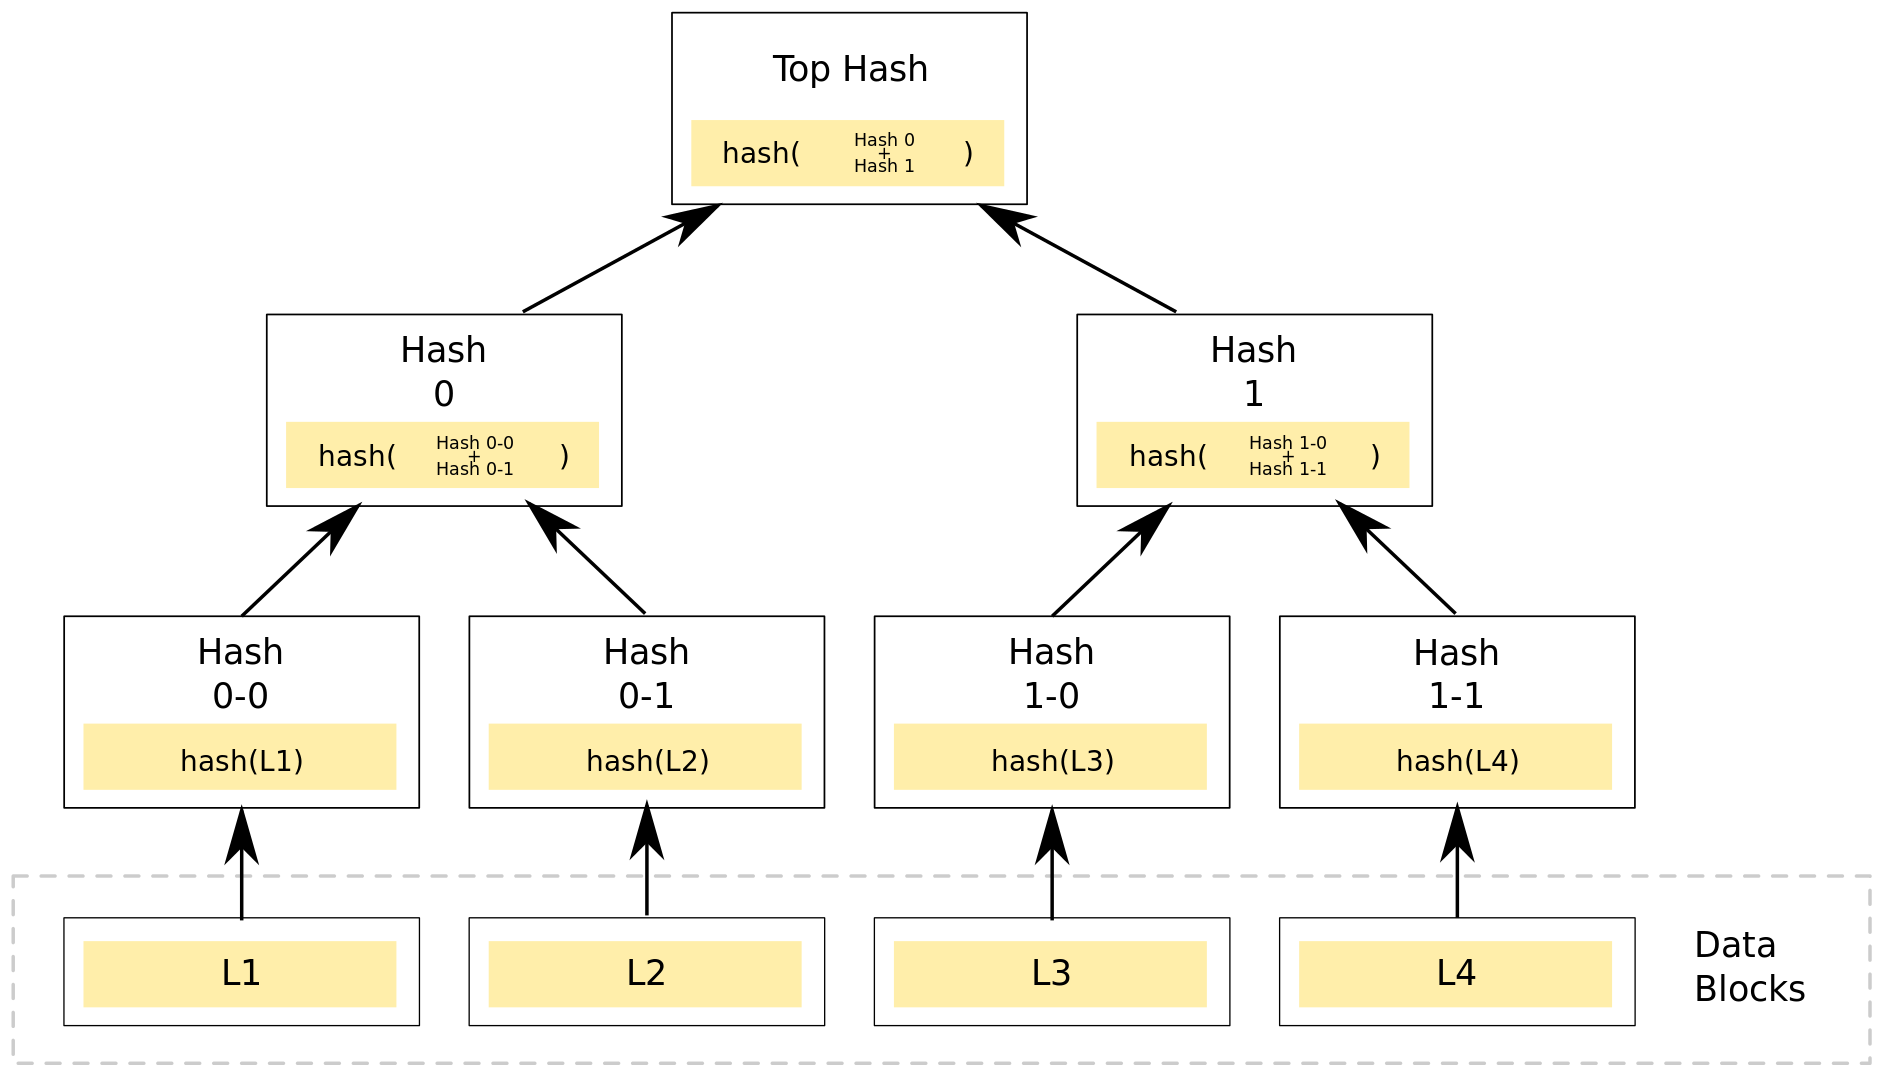 Top Hash
hash( Hash 0 + Hash 1 )
Hash
0
hash( Hash 0-0 + Hash 0-1 )
Hash
1
hash( Hash 1-0 + Hash 1-1 )
Hash
0-0
hash(L1)
Hash
0-1
hash(L2)
Hash
1-0
hash(L3)
Hash
1-1
hash(L4)
L1
L2
L3
L4
Data
Blocks